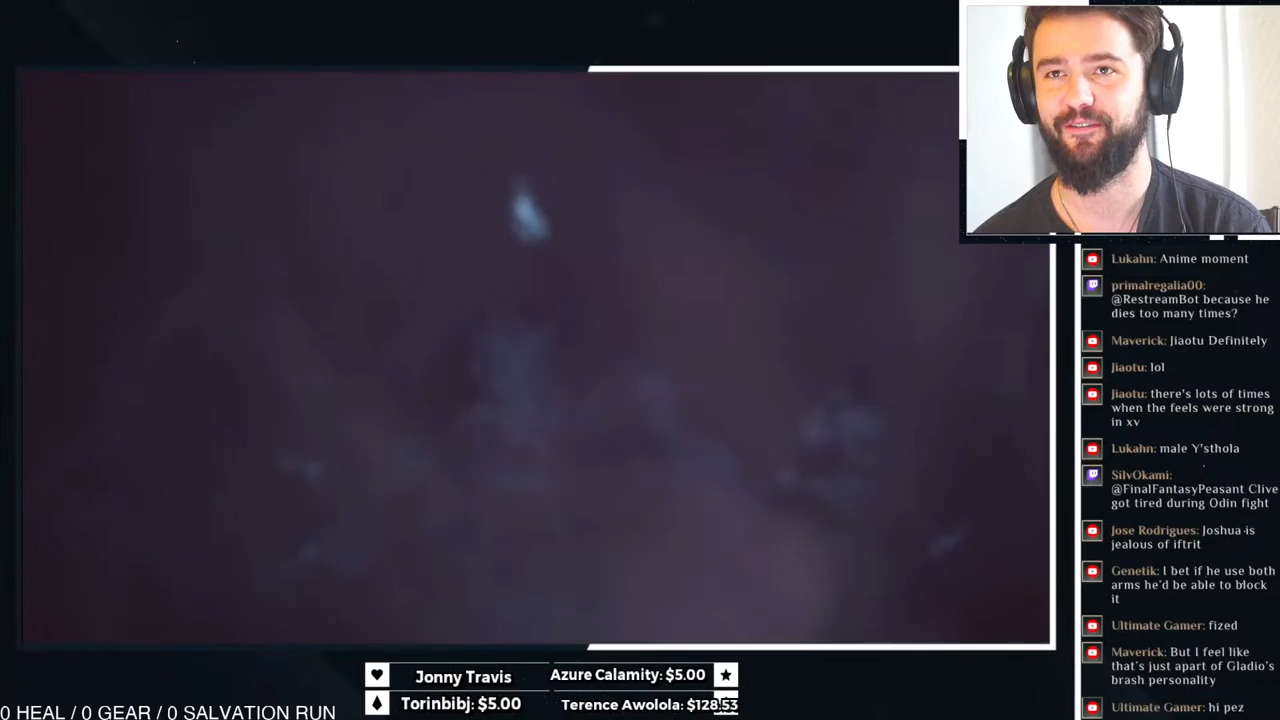 Lukahn: Anime moment
primalregalia00:
@RestreamBot because he
dies too many times?
Maverick: Jiaotu Definitely
Jiaotu: lol
Jiaotu: there's lots of times
when the feels were strong
in xv
Lukahn: male Y'sthola
SilvOkami:
@FinalFantasyPeasant Clive
got tired during Odin fight
Jose Rodrigues: Joshua is
jealous of iftrit
Genetik: I bet if he use both
arms he'd be able to block
it
Ultimate Gamer: fized
Maverick: But I feel like
that's just apart of Gladio's
brash personality
Ultimate Gamer: hi pez
Jonny Travis
Azure Calamity: $5.00
Torinbibj: $5.00
Terence Awolola: $128.53
0 HEAL / 0 GEAR / 0 SALVATION RUN